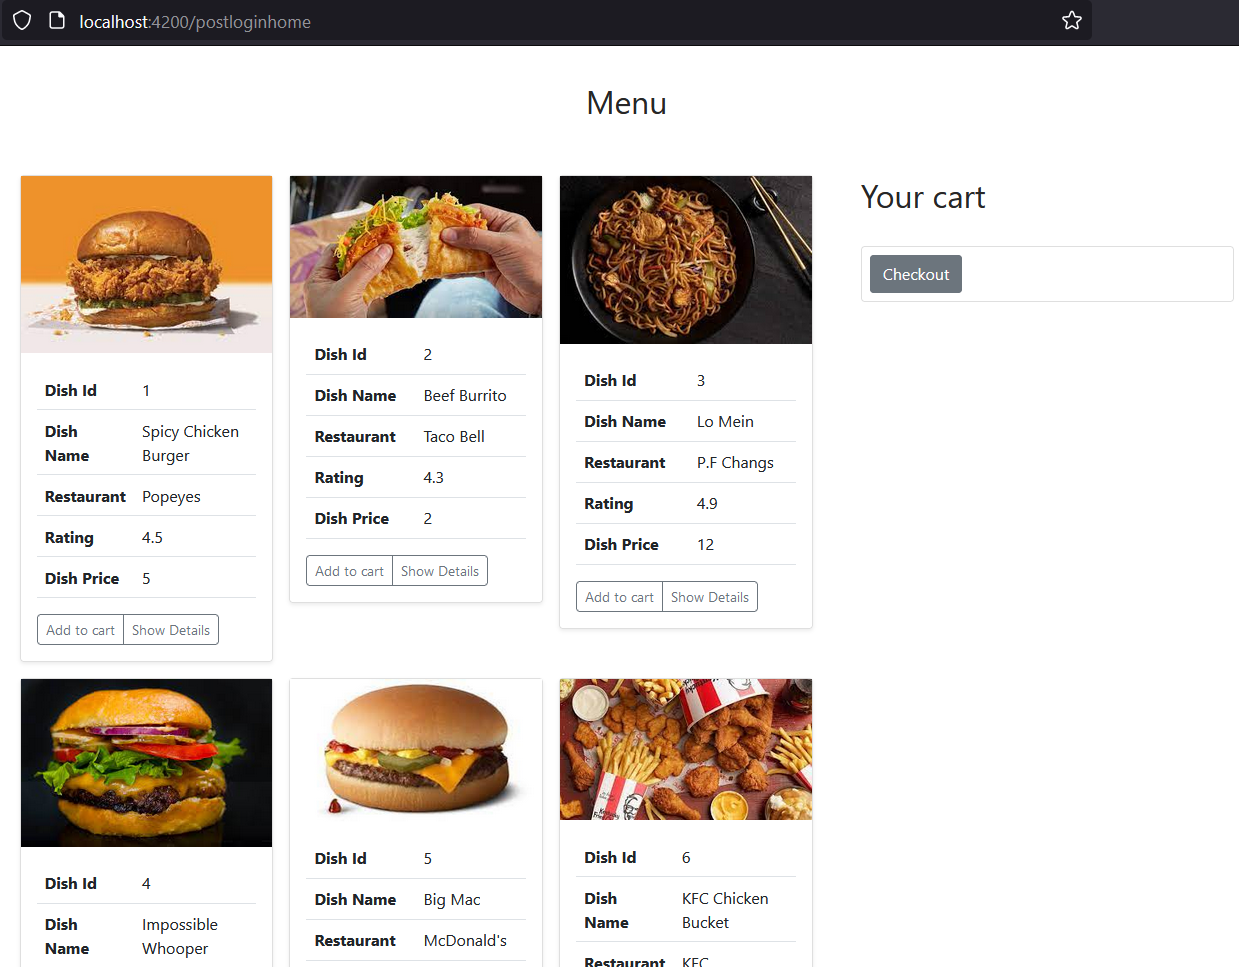 localhost:4200/postloginhome
Menu
Your cart
Checkout
Dish Id 1
Dish Name Spicy Chicken
Burger
Restaurant Popeyes
Rating 4.5
Dish Price 5
Add to cart Show Details
Dish Id 2
Dish Name Beef Burrito
Restaurant Taco Bell
Rating 4.3
Dish Price 2
Add to cart Show Details
Dish Id 3
Dish Name Lo Mein
Restaurant P.F Changs
Rating 4.9
Dish Price 12
Add to cart Show Details
Dish Id 4
Dish Name Impossible
Whooper
Dish Id 5
Dish Name Big Mac
Restaurant McDonald's
Dish Id 6
Dish Name KFC Chicken
Bucket
Restaurant KFC